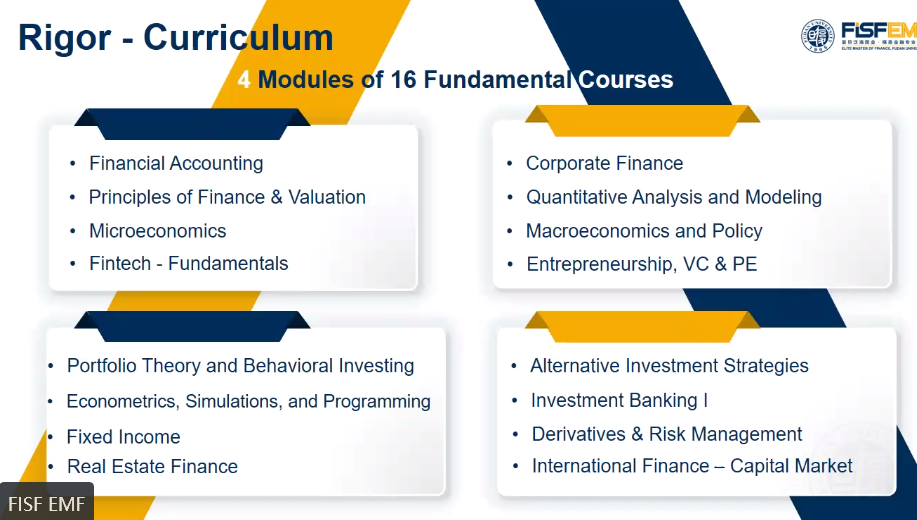 Rigor - Curriculum
FiSFEM
ELITE MASTER OF FINANCE, FUDAN UNIVE
4 Modules of 16 Fundamental Courses
• Financial Accounting
• Principles of Finance & Valuation
• Microeconomics
• Fintech - Fundamentals
• Corporate Finance
• Quantitative Analysis and Modeling
• Macroeconomics and Policy
• Entrepreneurship, VC & PE
• Portfolio Theory and Behavioral Investing
• Econometrics, Simulations, and Programming
• Fixed Income
• Real Estate Finance
• Alternative Investment Strategies
• Investment Banking I
• Derivatives & Risk Management
• International Finance – Capital Market
FISF EMF